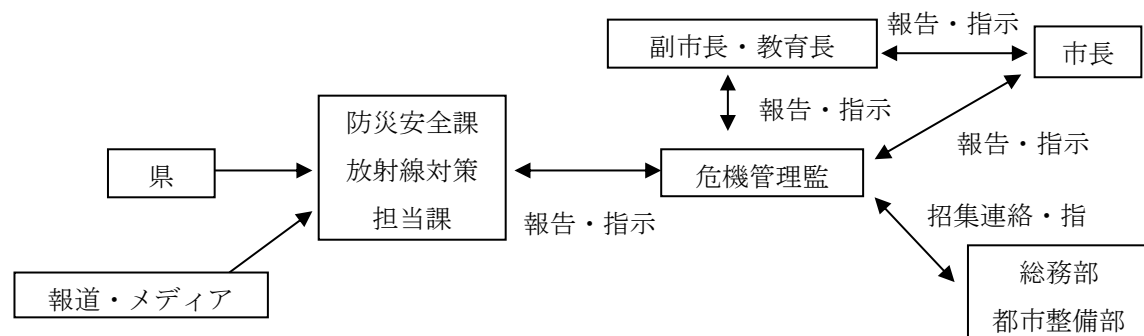 報告・指示
副市長・教育長
市長
防災安全課
放射線対策
担当課
報告・指示
報告・指示
県
危機管理監
報告・指示
招集連絡・指
報道・メディア
総務部
都市整備部